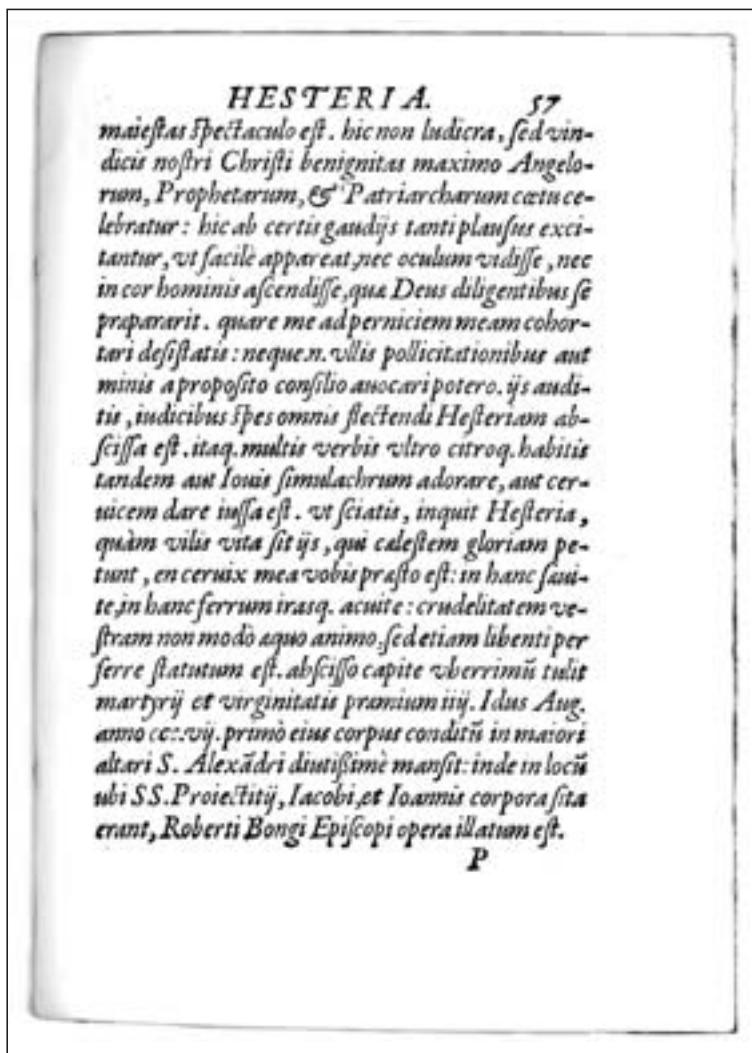 HESTERIA. 57
maiestas spectaculo est. hic non ludicra, sed vin-
dicis nostri Christi benignitas maximo Angelo-
rum, Prophetarum, & Patriarcharum cœtu ce-
lebratur: hic ab certis gaudijs tanti plausus exci-
tantur, vt facilè appareat, nec oculum vidisse, nec
in cor hominis ascendisse, quæ Deus diligentibus se
præpararit. quare me ad perniciem meam cohor-
tari desistatis: neque.n. vllis pollicitationibus aut
minis a proposito consilio auocari potero. ijs audi-
tis, iudicibus spes omnis flectendi Hesteriam ab-
scissa est. itaq. multis verbis vltro citroq. habitis
tandem aut Iouis simulachrum adorare, aut cer-
uicem dare iussa est. vt sciatis, inquit Hesteria,
quàm vilis vita sit ijs, qui cælestem gloriam pe-
tunt, en ceruix mea vobis præsto est: in hanc sæui-
te, in hanc ferrum irasq. acuite: crudelitatem ve-
stram non modò æquo animo, sed etiam libenti per
ferre statutum est. abscisso capite vberrimū tulit
martyrij et virginitatis præmium iiij. Idus Aug.
anno cc:.vij. primò eius corpus conditū in maiori
altari S. Alexādri diutissimè mansit: inde in locū
ubi SS. Proiectitij, Iacobi, et Ioannis corpora sita
erant, Roberti Bongi Episcopi opera illatum est.
P